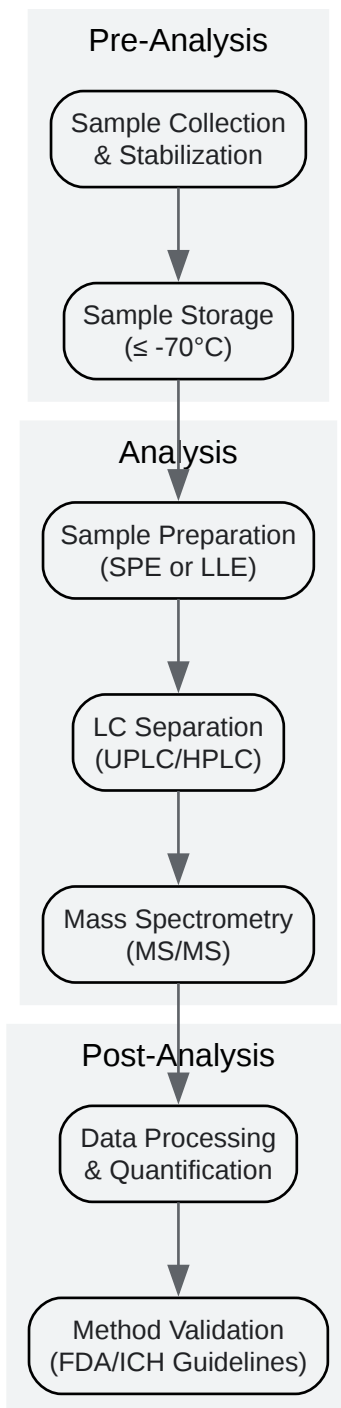 Pre-Analysis
Sample Collection
& Stabilization
Sample Storage
(≤ -70°C)
Analysis
Sample Preparation
(SPE or LLE)
LC Separation
(UPLC/HPLC)
Mass Spectrometry
(MS/MS)
Post-Analysis
Data Processing
& Quantification
Method Validation
(FDA/ICH Guidelines)